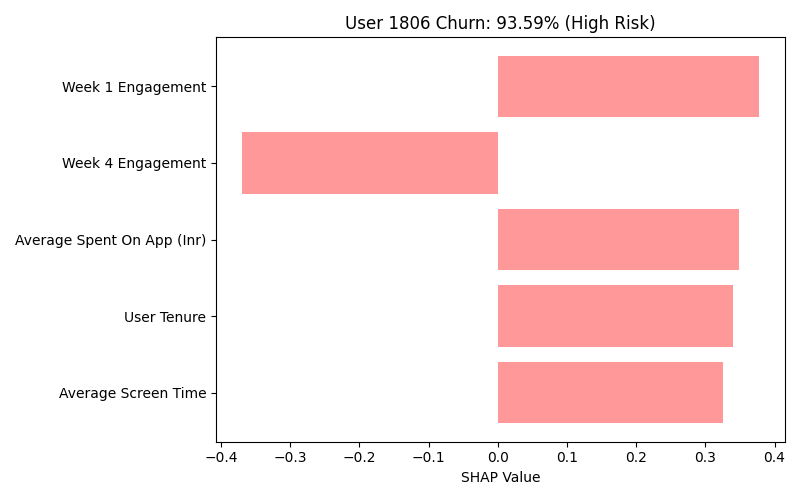 User 1806 Churn: 93.59% (High Risk)
Week 1 Engagement
Week 4 Engagement
Average Spent On App (Inr)
User Tenure
Average Screen Time
−0.4 −0.3 −0.2 −0.1 0.0 0.1 0.2 0.3 0.4
SHAP Value